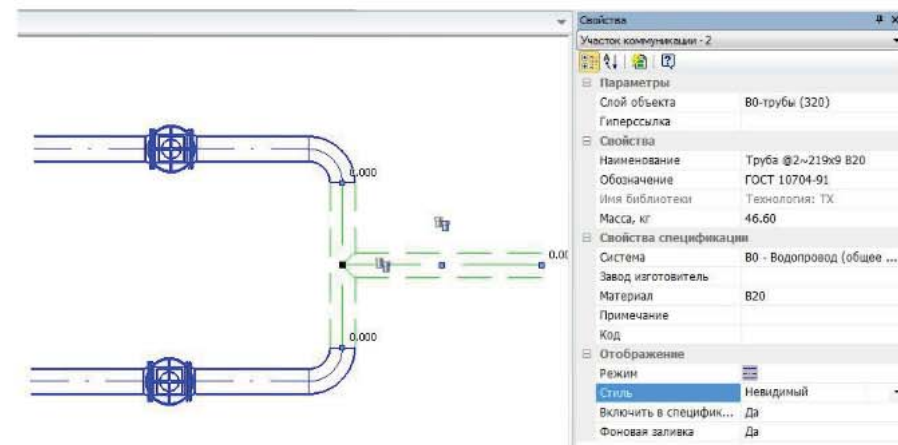 Свойства
Участок коммуникации - 2
Параметры
Слой объекта В0-трубы (320)
Гиперссылка
Свойства
Наименование Труба @2~219x9 В20
Обозначение ГОСТ 10704-91
Имя библиотеки Технология: ТХ
Масса, кг 46.60
Свойства спецификации
Система В0 - Водопровод (общее ...
Завод изготовитель
Материал В20
Примечание
Код
Отображение
Режим
Стиль Невидимый
Включить в специфик... Да
Фоновая заливка Да
0.000
0.00
0.000